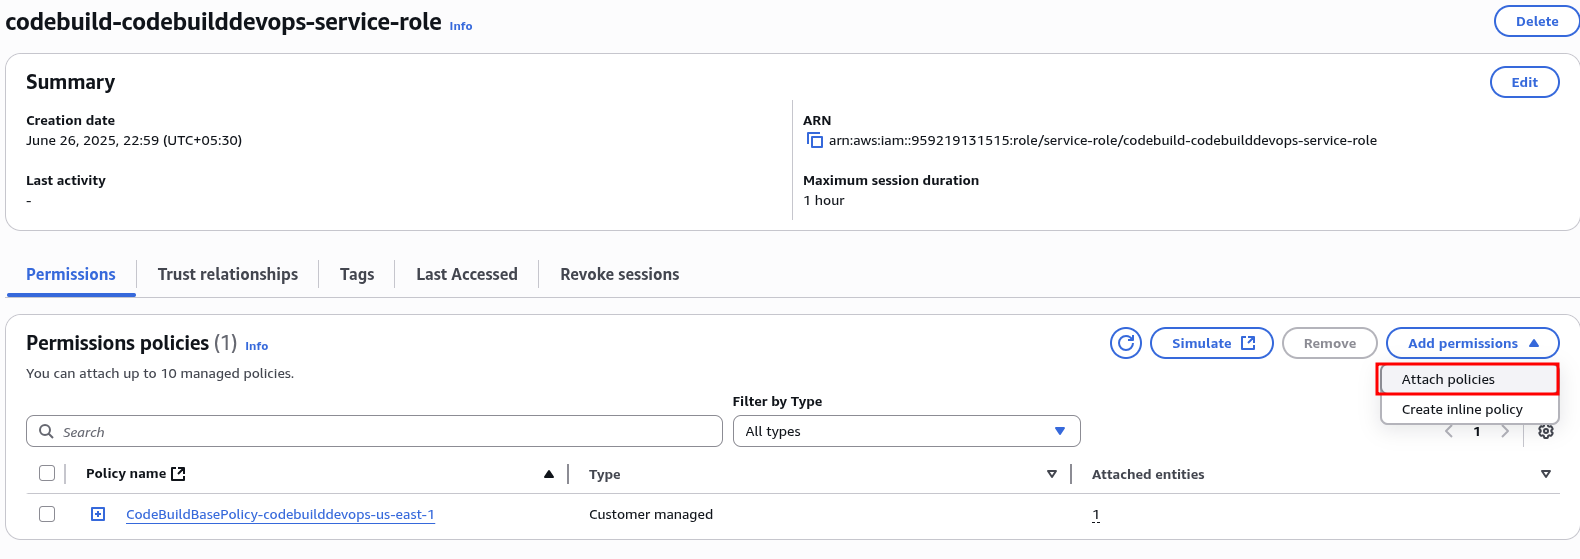 codebuild-codebuilddevops-service-role Info
Delete
Summary
Edit
Creation date
June 26, 2025, 22:59 (UTC+05:30)
ARN
arn:aws:iam::959219131515:role/service-role/codebuild-codebuilddevops-service-role
Last activity
-
Maximum session duration
1 hour
Permissions Trust relationships Tags Last Accessed Revoke sessions
Permissions policies (1) Info
Simulate Remove Add permissions
You can attach up to 10 managed policies.
Attach policies
Create inline policy
Filter by Type
Search
All types
1
Policy name Type Attached entities
CodeBuildBasePolicy-codebuilddevops-us-east-1 Customer managed 1